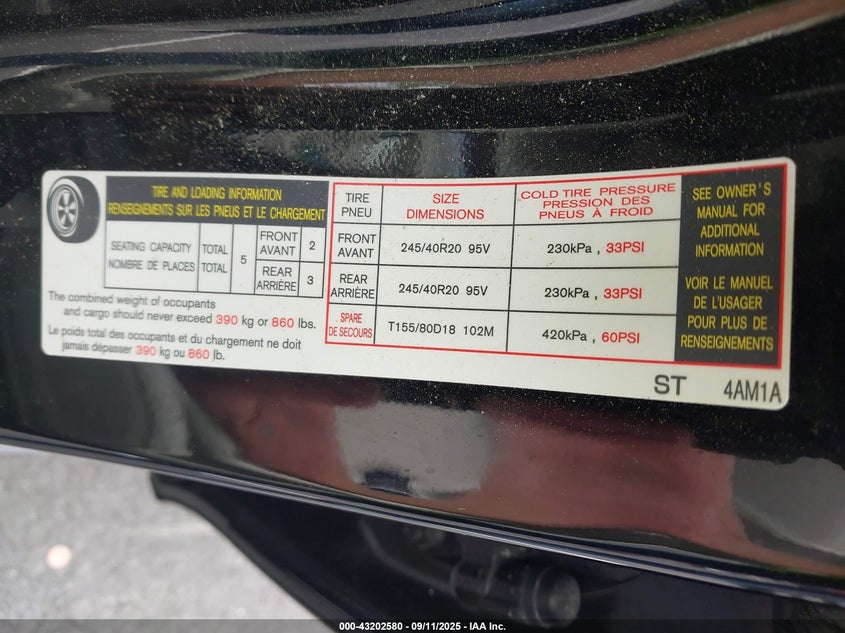 TIRE AND LOADING INFORMATION
RENSEIGNEMENTS SUR LES PNEUS ET LE CHARGEMENT
SEATING CAPACITY TOTAL 5 FRONT AVANT 2
NOMBRE DE PLACES TOTAL REAR ARRIÈRE 3
The combined weight of occupants
and cargo should never exceed 390 kg or 860 lbs.
Le poids total des occupants et du chargement ne doit
jamais dépasser 390 kg ou 860 lb.
TIRE PNEU SIZE DIMENSIONS COLD TIRE PRESSURE PRESSION DES PNEUS À FROID
FRONT AVANT 245/40R20 95V 230kPa , 33PSI
REAR ARRIÈRE 245/40R20 95V 230kPa , 33PSI
SPARE DE SECOURS T155/80D18 102M 420kPa , 60PSI
SEE OWNER'S
MANUAL FOR
ADDITIONAL
INFORMATION
VOIR LE MANUEL
DE L'USAGER
POUR PLUS DE
RENSEIGNEMENTS
ST 4AM1A
000-43202580 - 09/11/2025 - IAA Inc.